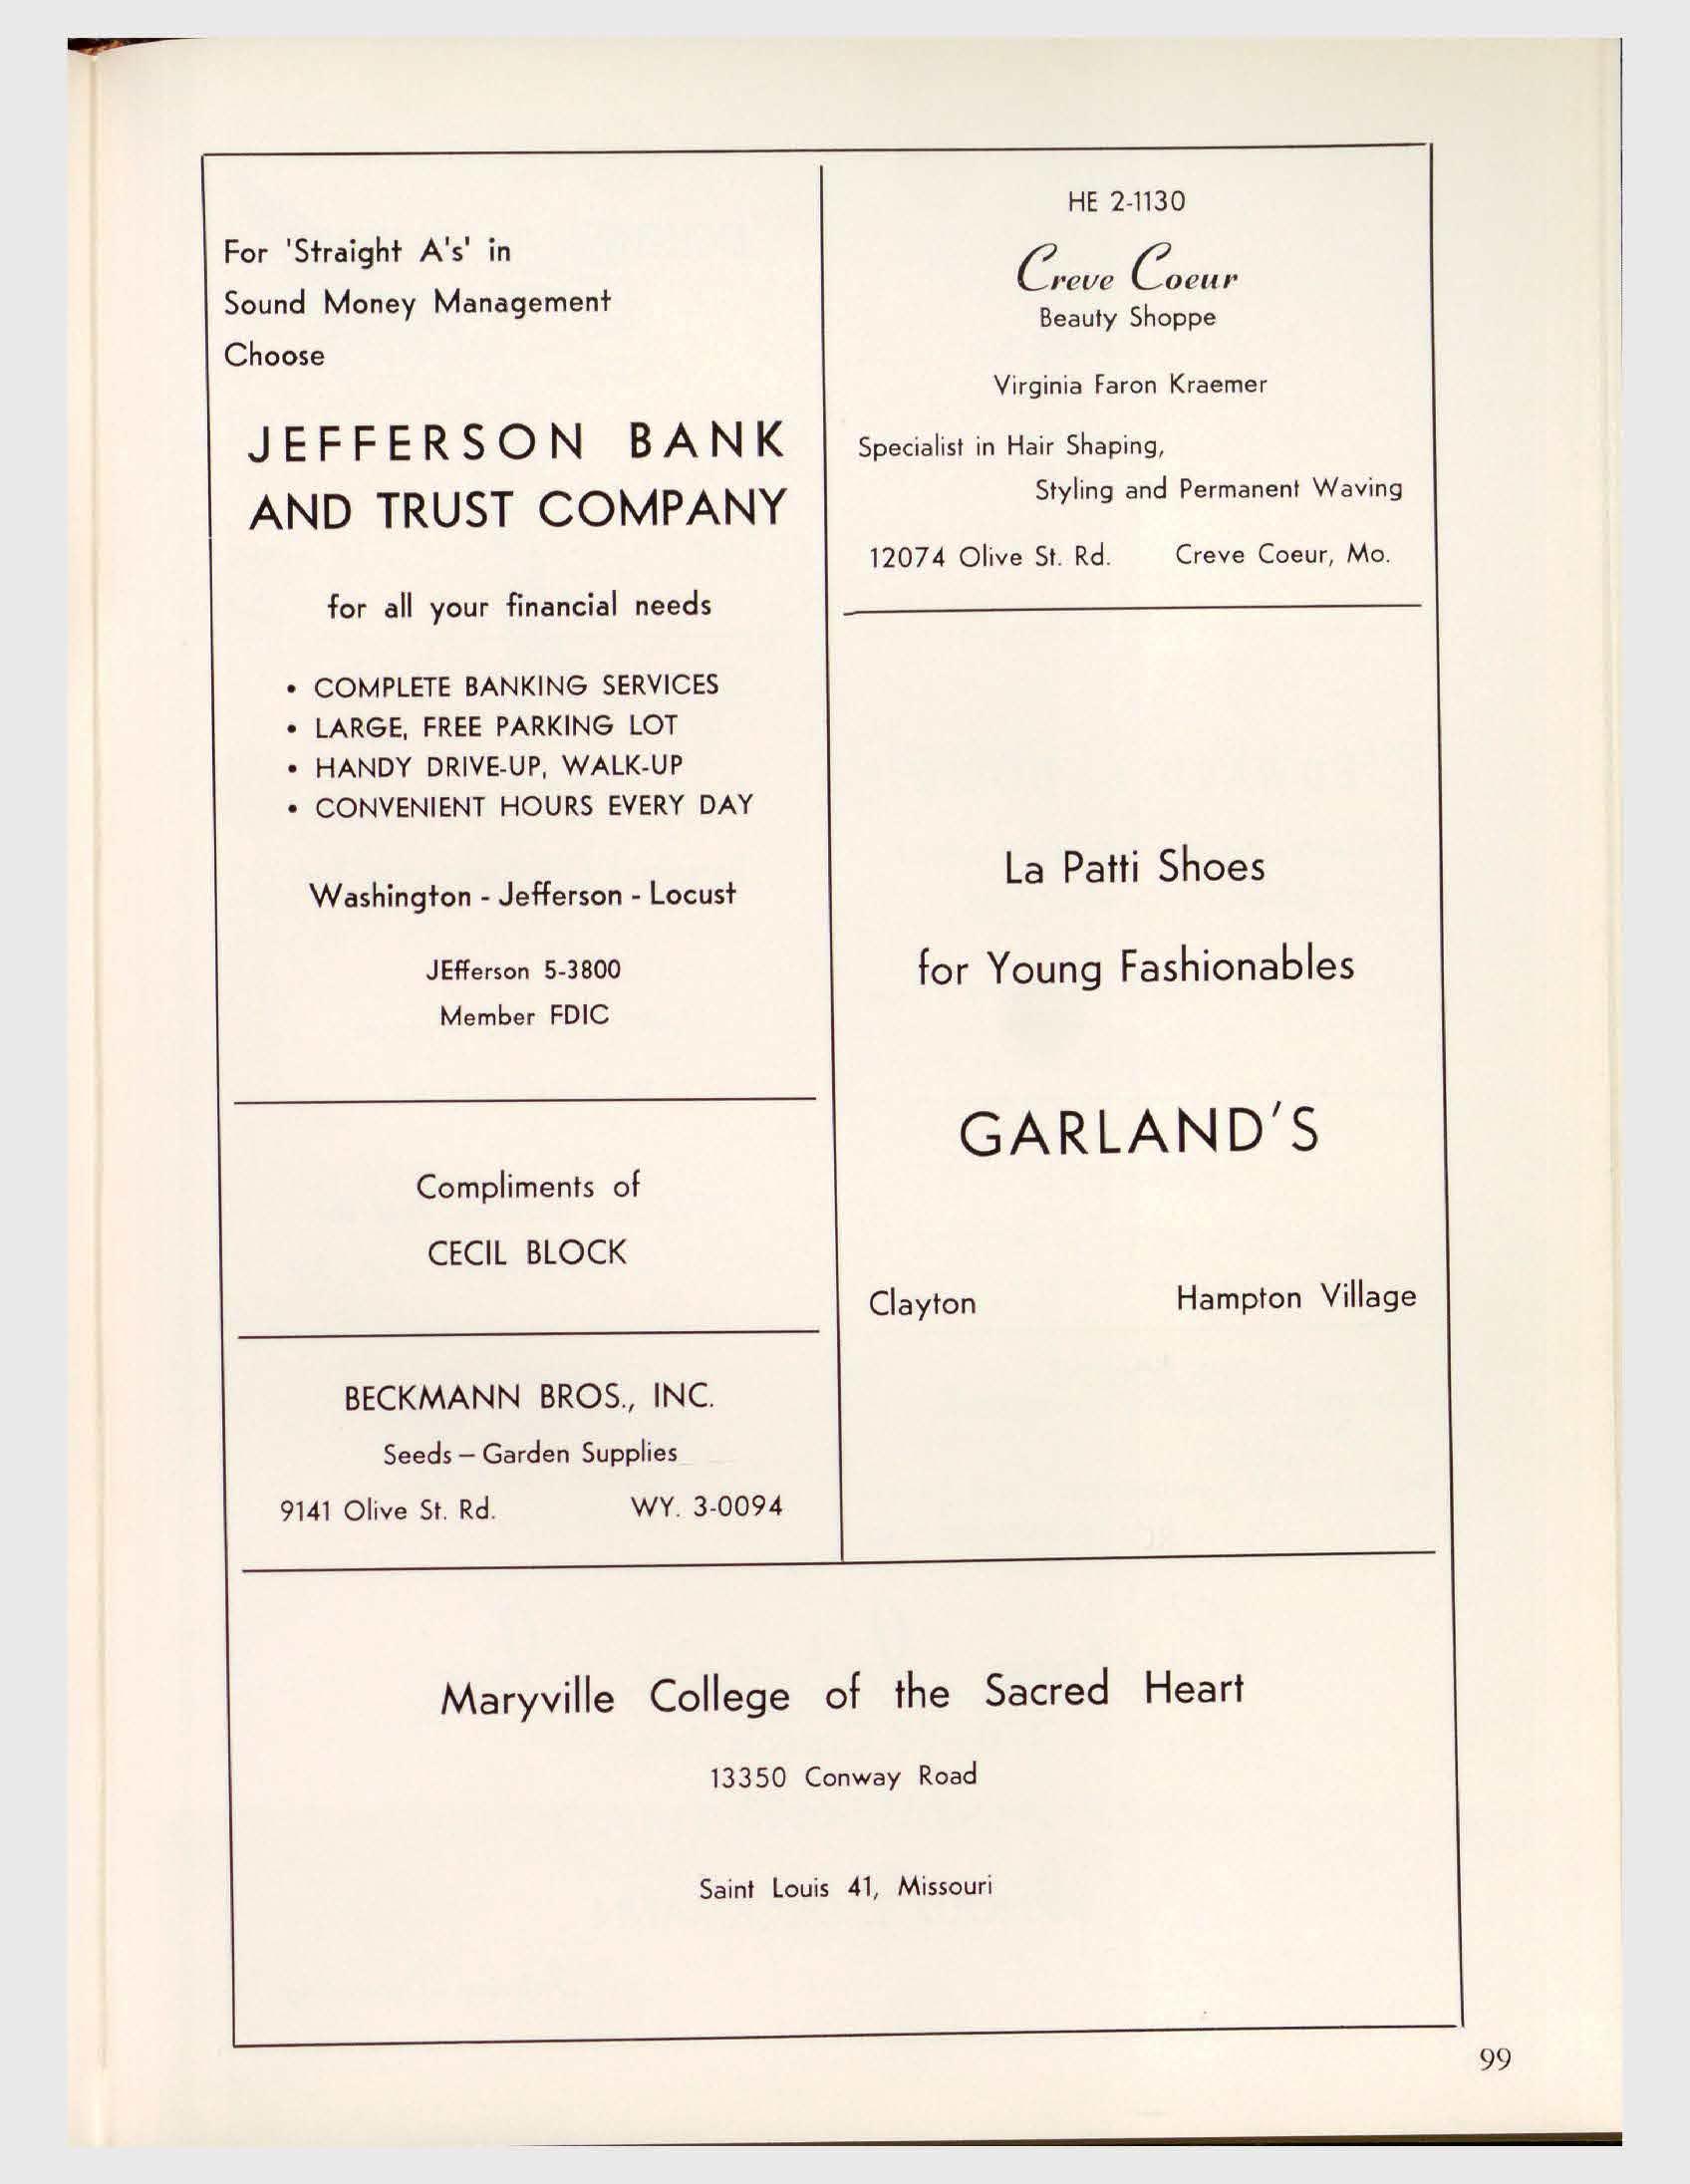 For 'Straight A's' in
Sound Money Management
Choose
JEFFERSON BANK
AND TRUST COMPANY
for all your financial needs
• COMPLETE BANKING SERVICES
• LARGE, FREE PARKING LOT
• HANDY DRIVE-UP, WALK-UP
• CONVENIENT HOURS EVERY DAY
Washington - Jefferson - Locust
JEfferson 5-3800
Member FDIC
Compliments of
CECIL BLOCK
BECKMANN BROS., INC.
Seeds – Garden Supplies
9141 Olive St. Rd. WY. 3-0094
HE 2-1130
Creve Coeur
Beauty Shoppe
Virginia Faron Kraemer
Specialist in Hair Shaping,
Styling and Permanent Waving
12074 Olive St. Rd. Creve Coeur, Mo.
La Patti Shoes
for Young Fashionables
GARLAND'S
Clayton Hampton Village
Maryville College of the Sacred Heart
13350 Conway Road
Saint Louis 41, Missouri
99